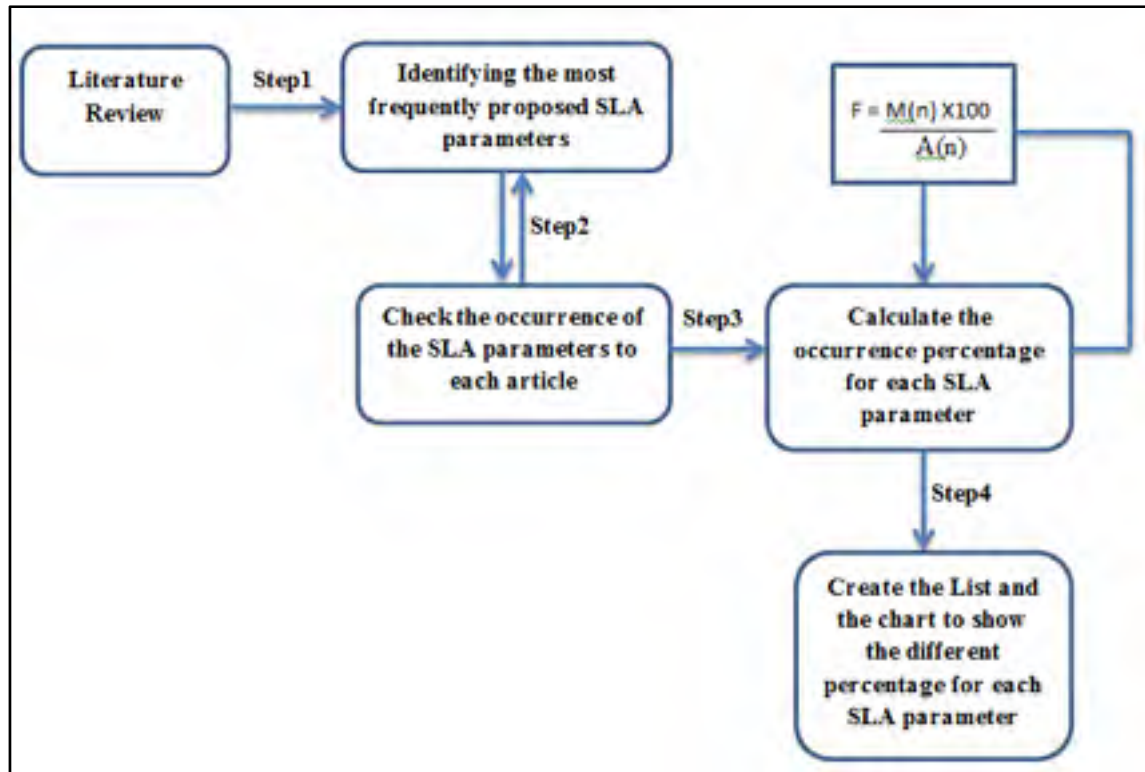 Literature
Review
Step1
Identifying the most
frequently proposed SLA
parameters
Step2
Check the occurrence of
the SLA parameters to
each article
Step3
F = M(n) X100
A(n)
Calculate the
occurrence percentage
for each SLA
parameter
Step4
Create the List and
the chart to show
the different
percentage for each
SLA parameter